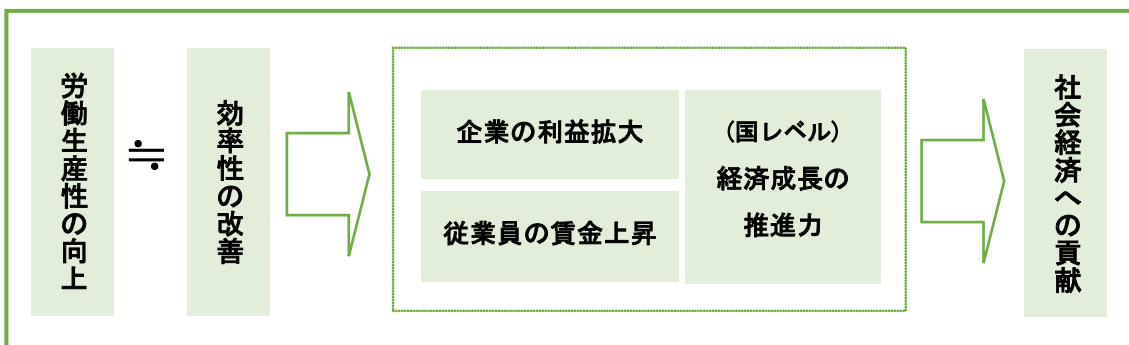 労働生産性の向上
≒
効率性の改善
企業の利益拡大
従業員の賃金上昇
（国レベル）
経済成長の
推進力
社会経済への貢献